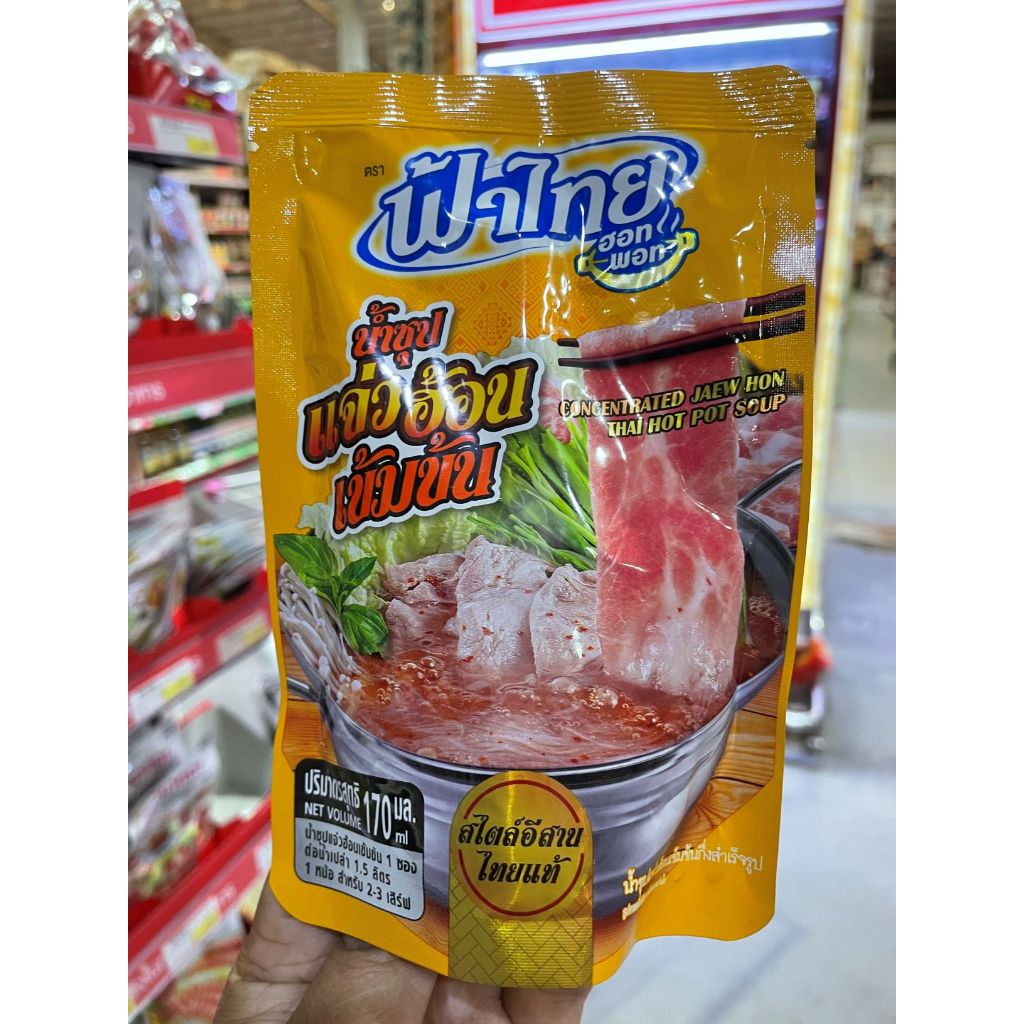 ตรา
ฟ้าไทย
ฮอท
พอท
น้ำซุป
แจ่วฮ้อน
เข้มข้น
CONCENTRATED JAEW HON
THAI HOT POT SOUP
ปริมาตรสุทธิ
NET VOLUME
170 มล.
ml
น้ำซุปแจ่วฮ้อนเข้มข้น 1 ซอง
ต่อน้ำเปล่า 1.5 ลิตร
1 หม้อ สำหรับ 2-3 เสิร์ฟ
สไตล์อีสาน
ไทยแท้